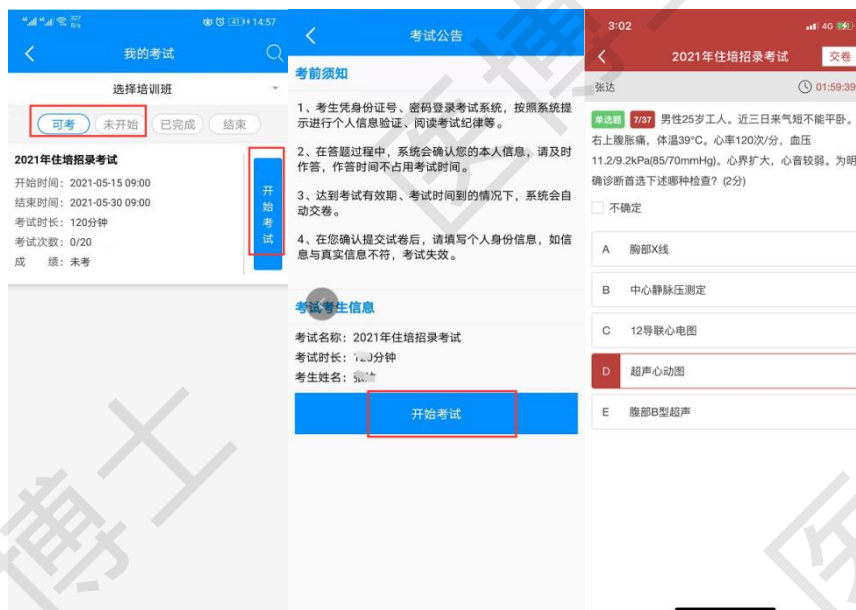 327
B/s
41
14:57
我的考试
选择培训班
可考
未开始
已完成
结束
2021年住培招录考试
开始时间：2021-05-15 09:00
结束时间：2021-05-30 09:00
考试时长：120分钟
考试次数：0/20
成 绩：未考
开始考试
考试公告
考前须知
1、考生凭身份证号、密码登录考试系统，按照系统提
示进行个人信息验证、阅读考试纪律等。
2、在答题过程中，系统会确认您的本人信息，请及时
作答，作答时间不占用考试时间。
3、达到考试有效期、考试时间到的情况下，系统会自
动交卷。
4、在您确认提交试卷后，请填写个人身份信息，如信
息与真实信息不符，考试失效。
考试考生信息
考试名称：2021年住培招录考试
考试时长：120分钟
考生姓名：
开始考试
3:02
4G
2021年住培招录考试
交卷
张达
01:59:39
单选题 7/37 男性25岁工人。近三日来气短不能平卧。
右上腹胀痛，体温39°C。心率120次/分，血压
11.2/9.2kPa(85/70mmHg)。心界扩大，心音较弱。为明
确诊断首选下述哪种检查？(2分)
不确定
A 胸部X线
B 中心静脉压测定
C 12导联心电图
D 超声心动图
E 腹部B型超声
医博士